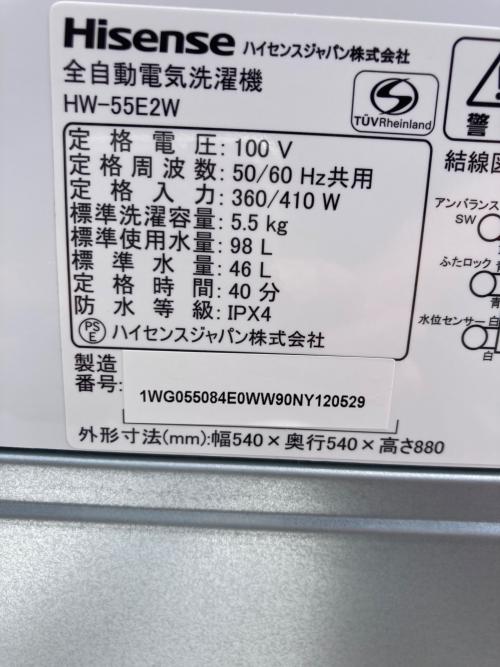 Hisense ハイセンスジャパン株式会社
全自動電気洗濯機
HW-55E2W
TÜVRheinland
定格電圧: 100 V
定格周波数: 50/60 Hz共用
定格入力: 360/410 W
標準洗濯容量: 5.5 kg
標準使用水量: 98 L
標準水量: 46 L
定格時間: 40 分
防水等級: IPX4
PSE ハイセンスジャパン株式会社
製造番号: 1WG055084E0WW90NY120529
外形寸法(mm):幅540×奥行540×高さ880
警
結線図
アンバランス
SW
ふたロック
青
水位センサー 白
白